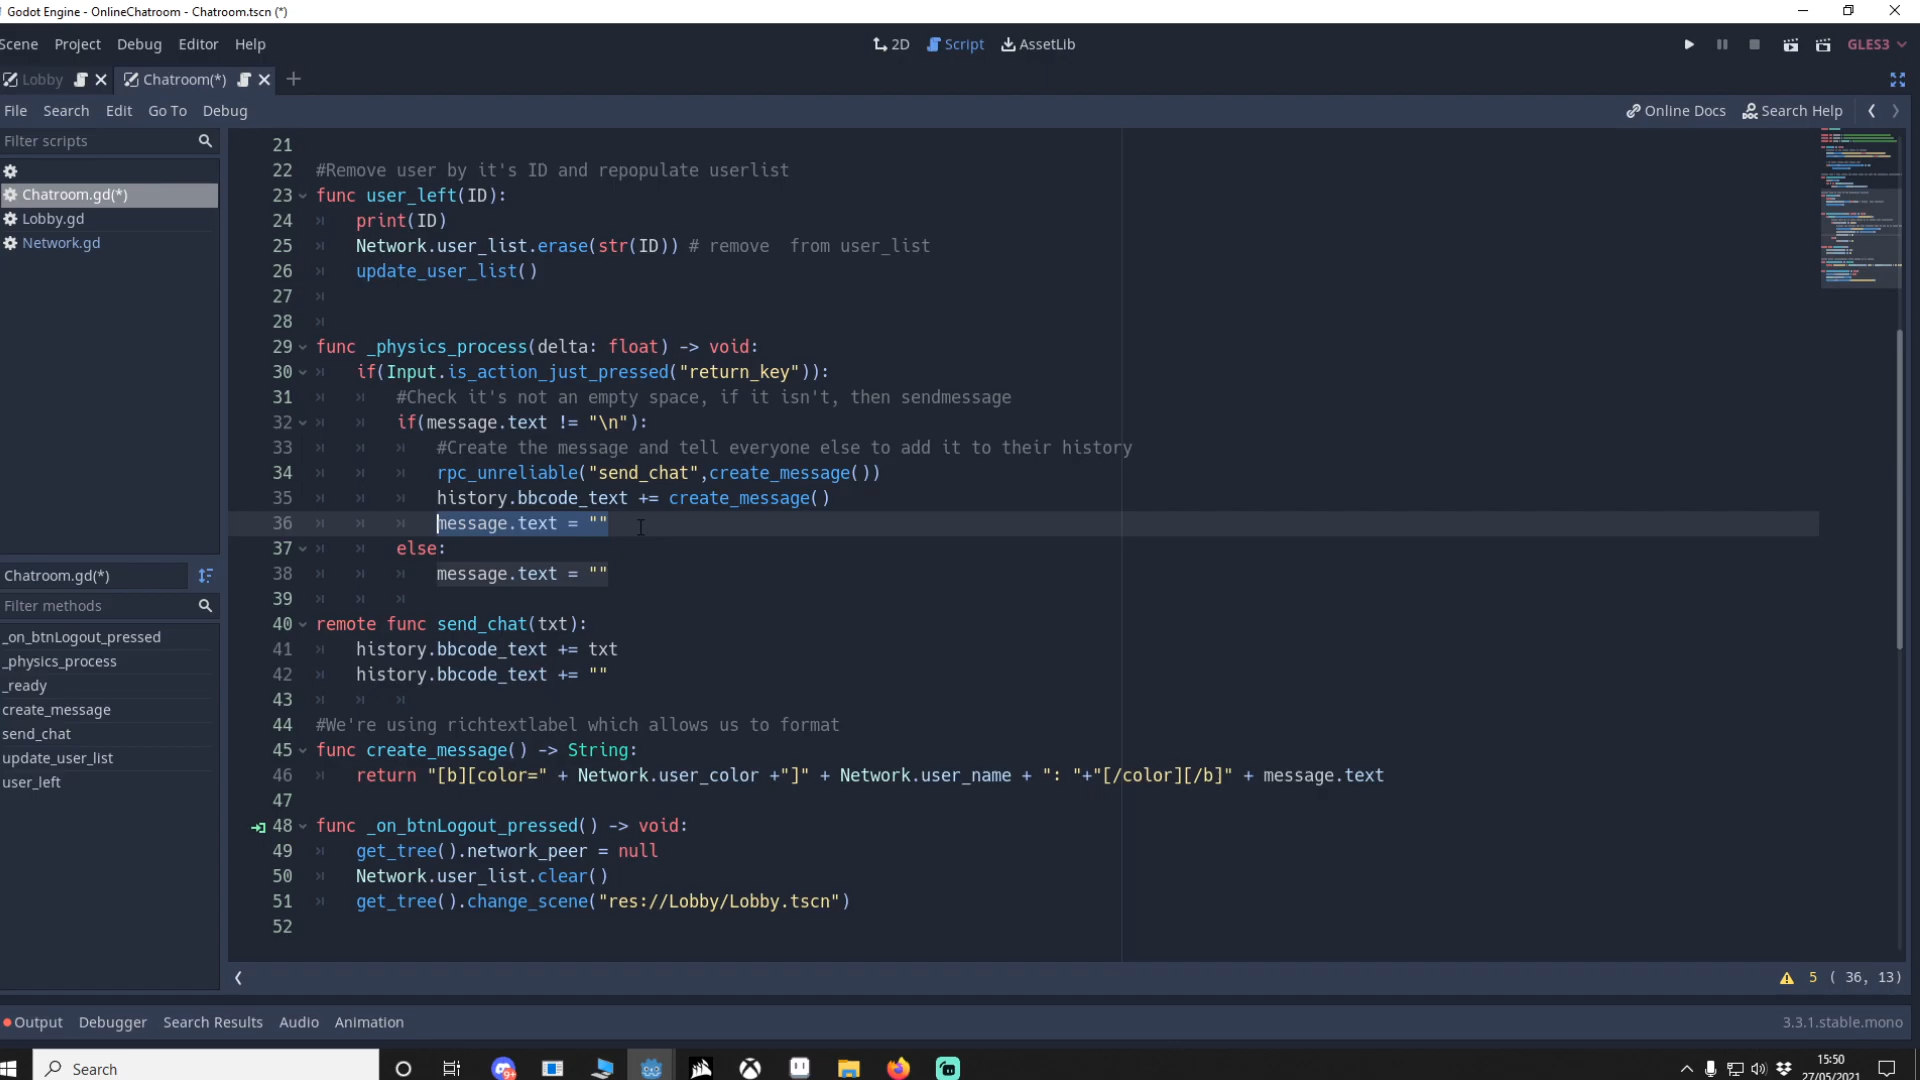 Godot Engine - OnlineChatroom - Chatroom.tscn (*)
Scene Project Debug Editor Help
2D Script AssetLib
GLES3
Lobby
Chatroom(*)
File Search Edit Go To Debug
Online Docs Search Help
Filter scripts
Chatroom.gd(*)
Lobby.gd
Network.gd
Chatroom.gd(*)
Filter methods
_on_btnLogout_pressed
_physics_process
_ready
create_message
send_chat
update_user_list
user_left
21
22 #Remove user by it's ID and repopulate userlist
23 func user_left(ID):
24 print(ID)
25 Network.user_list.erase(str(ID)) # remove  from user_list
26 update_user_list()
27
28
29 func _physics_process(delta: float) -> void:
30 if(Input.is_action_just_pressed("return_key")):
31 #Check it's not an empty space, if it isn't, then sendmessage
32 if(message.text != "\n"):
33 #Create the message and tell everyone else to add it to their history
34 rpc_unreliable("send_chat",create_message())
35 history.bbcode_text += create_message()
36 message.text = ""
37 else:
38 message.text = ""
39
40 remote func send_chat(txt):
41 history.bbcode_text += txt
42 history.bbcode_text += ""
43
44 #We're using richtextlabel which allows us to format
45 func create_message() -> String:
46 return "[b][color=" + Network.user_color +"]" + Network.user_name + ": "+"[/color][/b]" + message.text
47
48 func _on_btnLogout_pressed() -> void:
49 get_tree().network_peer = null
50 Network.user_list.clear()
51 get_tree().change_scene("res://Lobby/Lobby.tscn")
52
5 ( 36, 13)
Output Debugger Search Results Audio Animation
3.3.1.stable.mono
Search
15:50
27/05/2021